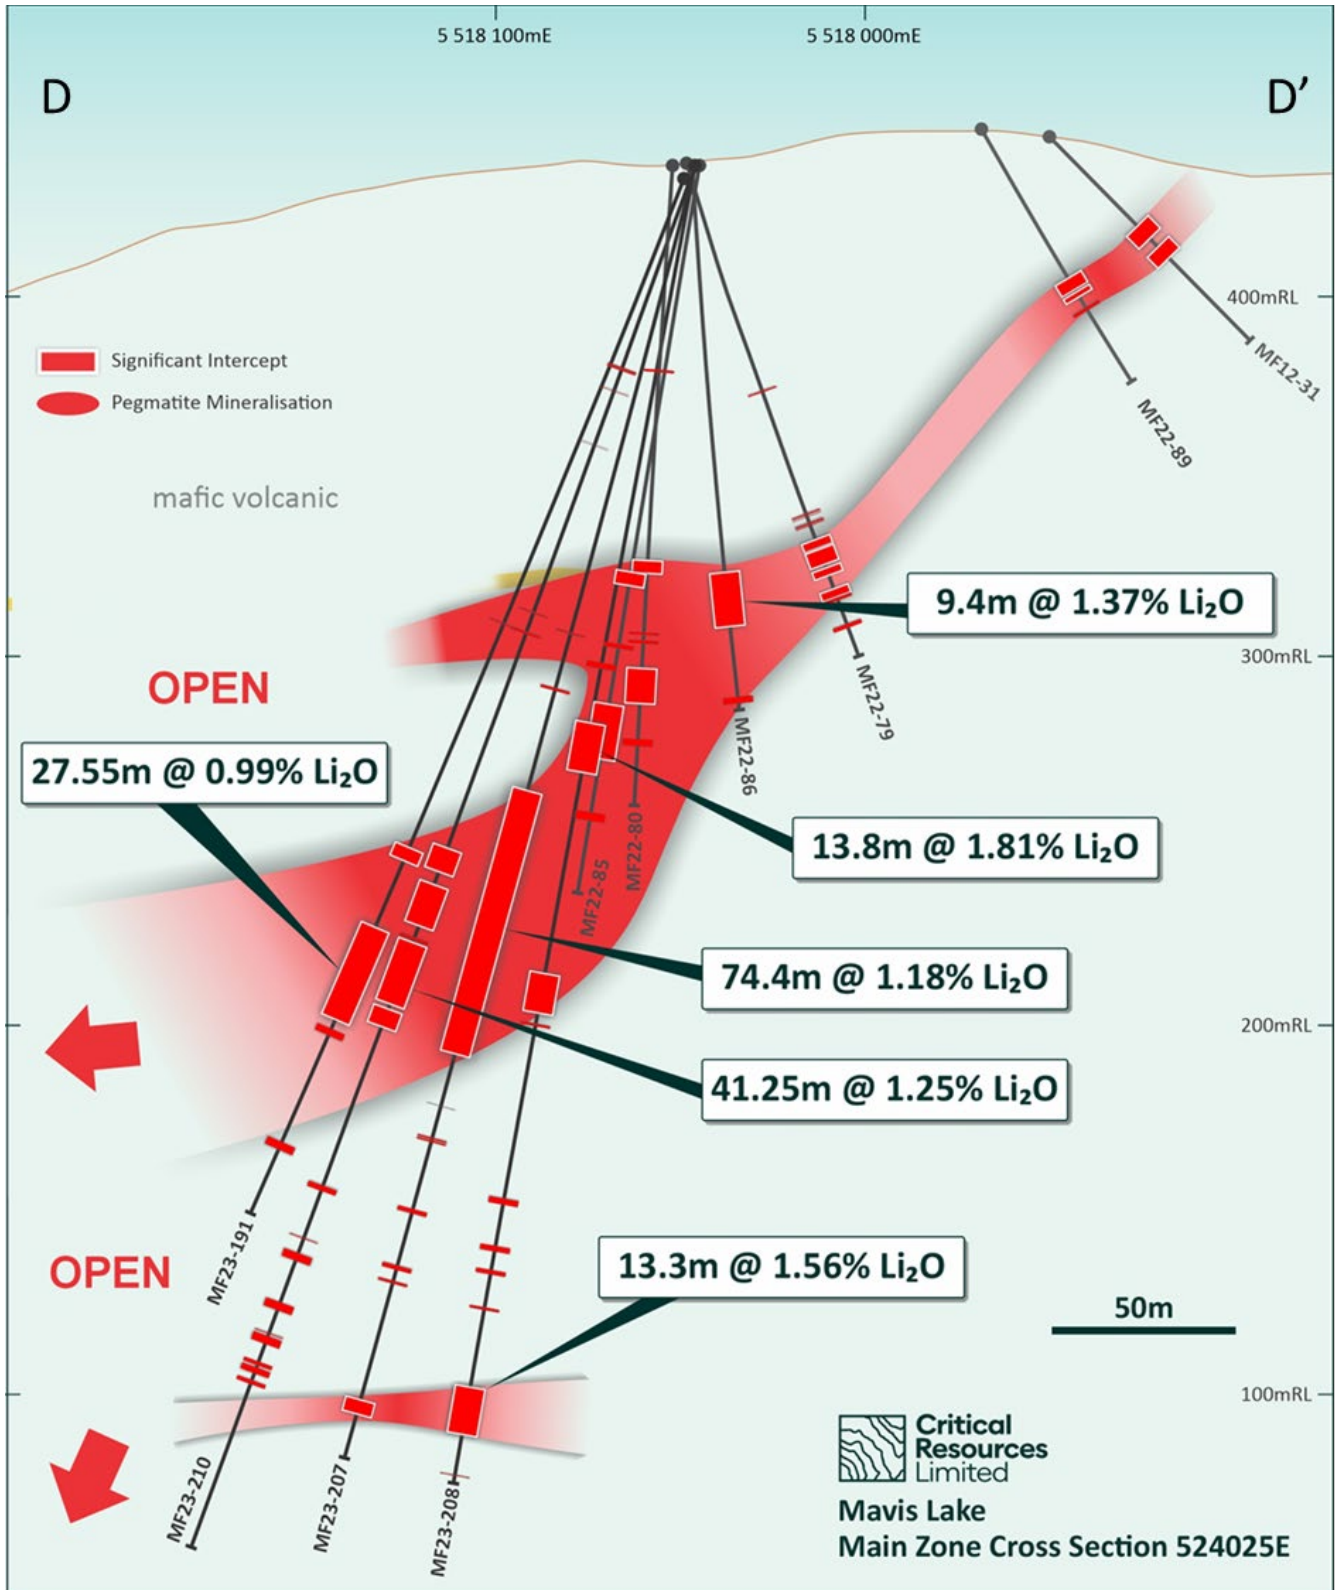 5 518 100mE
5 518 000mE
D
D’
400mRL
Significant Intercept
Pegmatite Mineralisation
MF12-31
MF22-89
mafic volcanic
9.4m @ 1.37% Li₂O
300mRL
OPEN
MF22-79
MF22-86
27.55m @ 0.99% Li₂O
13.8m @ 1.81% Li₂O
MF22-80
MF22-85
74.4m @ 1.18% Li₂O
200mRL
41.25m @ 1.25% Li₂O
MF23-191
OPEN
13.3m @ 1.56% Li₂O
50m
100mRL
MF23-210
MF23-207
MF23-208
Critical
Resources
Limited
Mavis Lake
Main Zone Cross Section 524025E